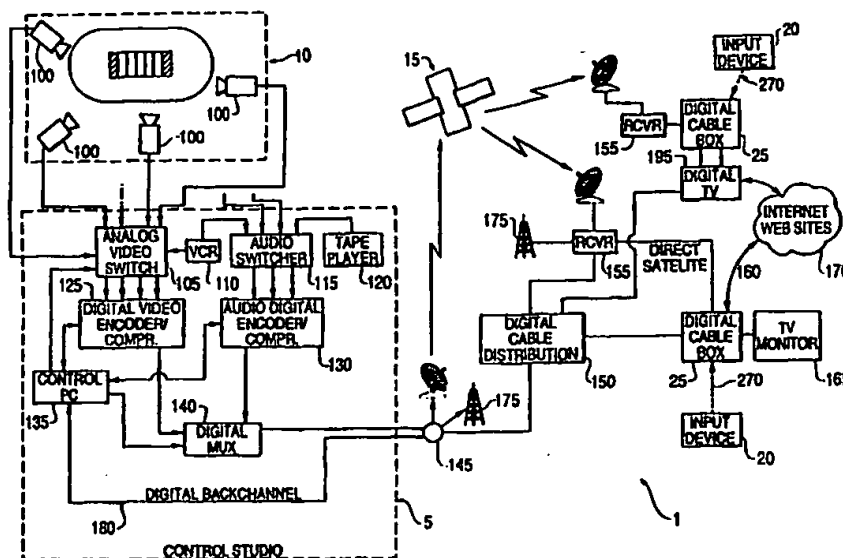 100
100
100
100
10
15
20
INPUT DEVICE
270
RCVR
155
DIGITAL CABLE BOX
25
195
DIGITAL TV
INTERNET WEB SITES
170
175
RCVR
155
DIRECT SATELITE
160
ANALOG VIDEO SWITCH
105
VCR
110
AUDIO SWITCHER
115
TAPE PLAYER
120
125
DIGITAL VIDEO ENCODER/ COMPR.
AUDIO DIGITAL ENCODER/ COMPR.
130
DIGITAL CABLE DISTRIBUTION
150
DIGITAL CABLE BOX
25
TV MONITOR
270
CONTROL PC
135
140
DIGITAL MUX
175
145
INPUT DEVICE
20
DIGITAL BACKCHANNEL
180
5
1
CONTROL STUDIO